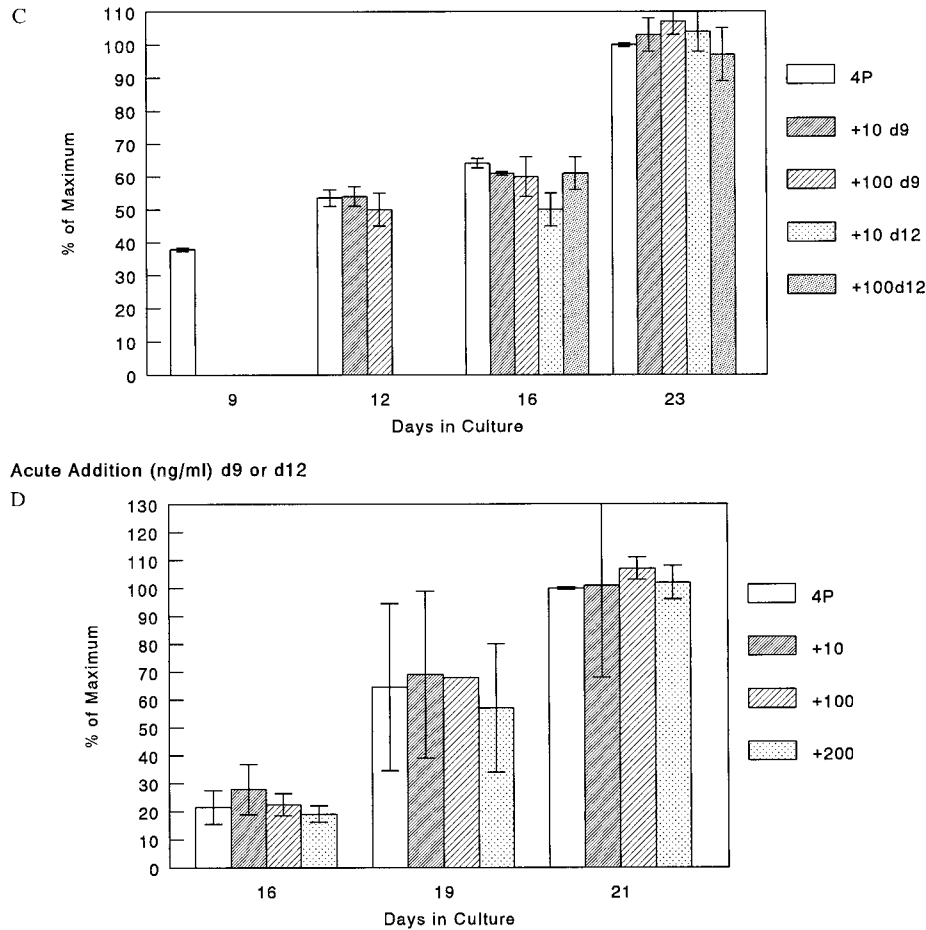 C
110
100
90
80
70
60
50
40
30
20
10
0
% of Maximum
9 12 16 23
Days in Culture
4P
+10 d9
+100 d9
+10 d12
+100d12
Acute Addition (ng/ml) d9 or d12
D
130
120
110
100
90
80
70
60
50
40
30
20
10
0
% of Maximum
16 19 21
Days in Culture
4P
+10
+100
+200